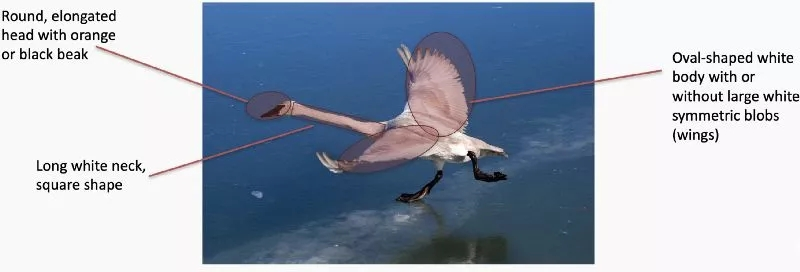 Round, elongated
head with orange
or black beak
Oval-shaped white
body with or
without large white
symmetric blobs
(wings)
Long white neck,
square shape